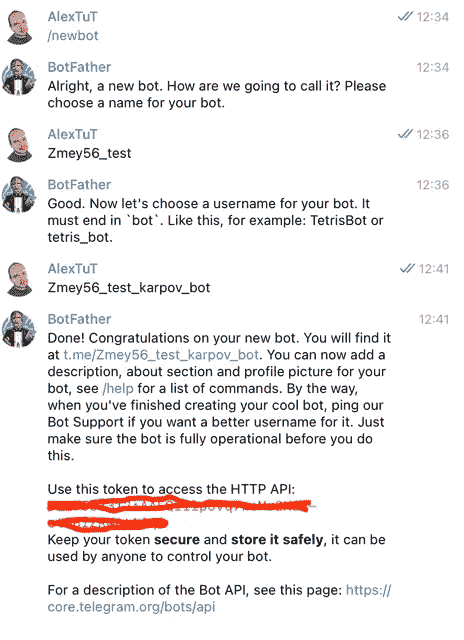 AlexTuT 12:34
/newbot
BotFather 12:34
Alright, a new bot. How are we going to call it? Please
choose a name for your bot.
AlexTuT 12:36
Zmey56_test
BotFather 12:36
Good. Now let's choose a username for your bot. It
must end in `bot`. Like this, for example: TetrisBot or
tetris_bot.
AlexTuT 12:41
Zmey56_test_karpov_bot
BotFather 12:41
Done! Congratulations on your new bot. You will find it
at t.me/Zmey56_test_karpov_bot. You can now add a
description, about section and profile picture for your
bot, see /help for a list of commands. By the way,
when you've finished creating your cool bot, ping our
Bot Support if you want a better username for it. Just
make sure the bot is fully operational before you do
this.
Use this token to access the HTTP API:
Keep your token secure and store it safely, it can be
used by anyone to control your bot.
For a description of the Bot API, see this page: https://
core.telegram.org/bots/api